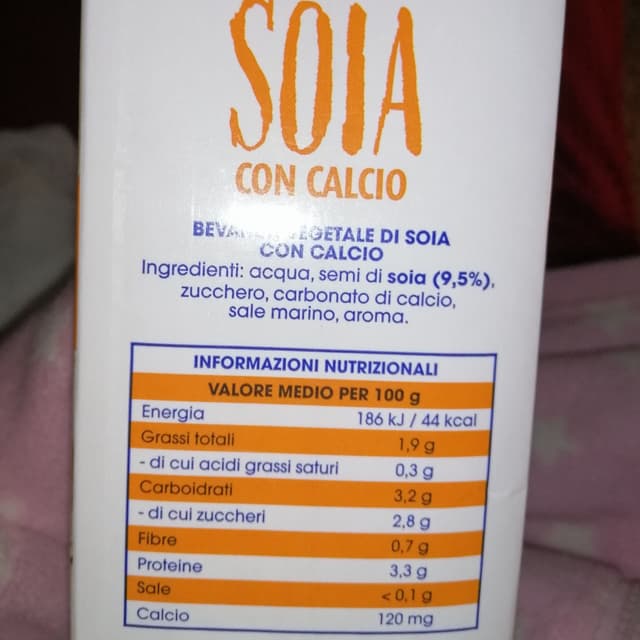 SOIA
CON CALCIO
DI SOIA
CON CALCIO
Ingredienti: acqua, semi di soia (9,5%),
zucchero, carbonato di calcio,
sale marino, aroma.
INFORMAZIONI NUTRIZIONALI
VALORE MEDIO PER 100 g
Energia 186 kJ / 44 kcal
Grassi totali 1,9 g
- di cui acidi grassi saturi 0,3 g
Carboidrati 3,2 g
- di cui zuccheri 2,8 g
Fibre 0,7 g
Proteine 3,3 g
Sale < 0,1 g
Calcio 120 mg